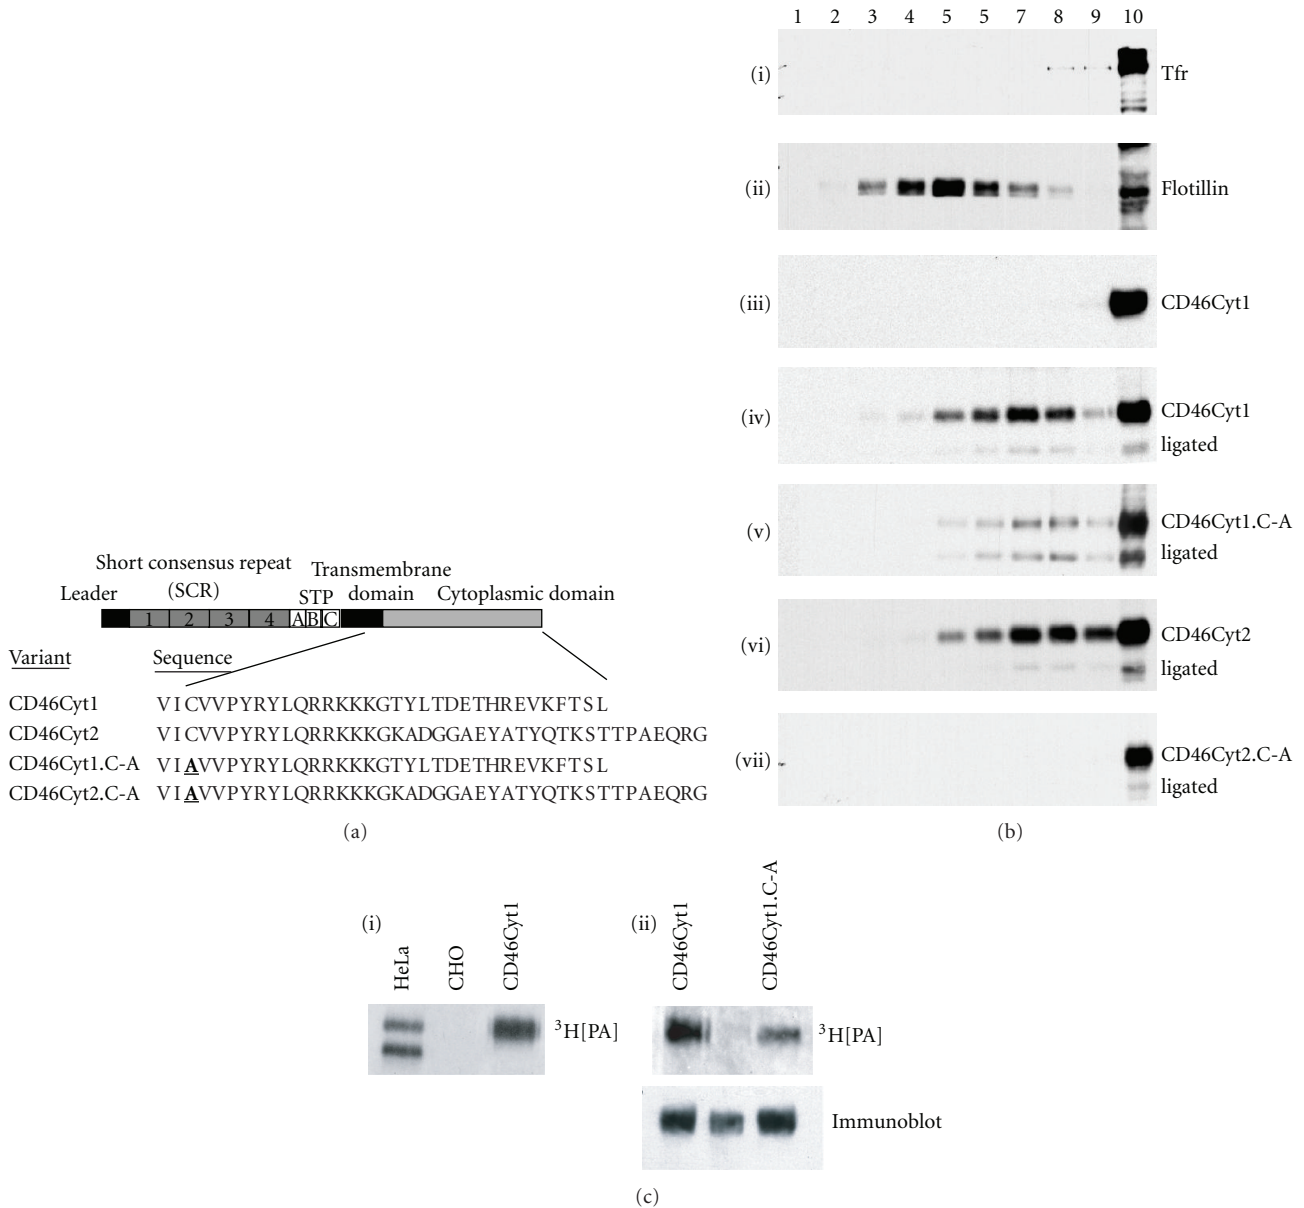 1 2 3 4 5 5 7 8 9 10
(i) Tfr
(ii) Flotillin
(iii) CD46Cyt1
(iv) CD46Cyt1
ligated
(v) CD46Cyt1.C-A
ligated
(vi) CD46Cyt2
ligated
(vii) CD46Cyt2.C-A
ligated
(b)
Short consensus repeat
(SCR)
Leader
STP
Transmembrane
domain
Cytoplasmic domain
1 2 3 4 A B C
Variant Sequence
CD46Cyt1 VICVVPYRYLQRRKKKGTYLTDETHREVKFTSL
CD46Cyt2 VICVVPYRYLQRRKKKGKADGGAEYATYQTKSTTPAEQRG
CD46Cyt1.C-A VIAVVPYRYLQRRKKKGTYLTDETHREVKFTSL
CD46Cyt2.C-A VIAVVPYRYLQRRKKKGKADGGAEYATYQTKSTTPAEQRG
(a)
(i)
HeLa
CHO
CD46Cyt1
³H[PA]
(ii)
CD46Cyt1
CD46Cyt1.C-A
³H[PA]
Immunoblot
(c)